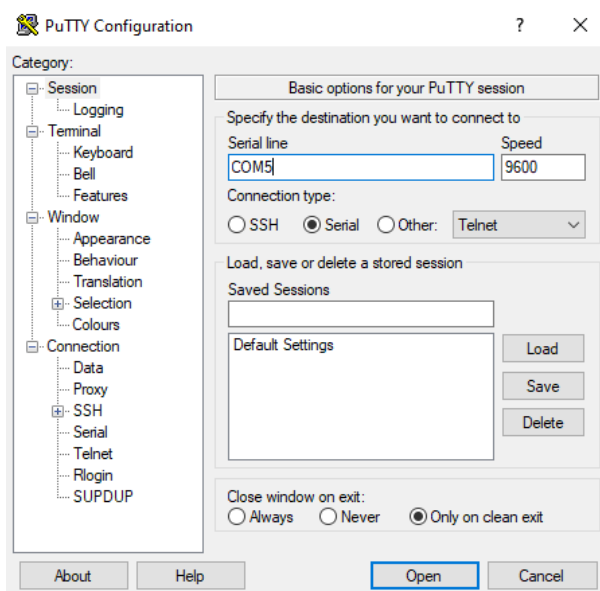 PuTTY Configuration
?
Category:
Session
Logging
Terminal
Keyboard
Bell
Features
Window
Appearance
Behaviour
Translation
Selection
Colours
Connection
Data
Proxy
SSH
Serial
Telnet
Rlogin
SUPDUP
Basic options for your PuTTY session
Specify the destination you want to connect to
Serial line Speed
COM5 9600
Connection type:
SSH Serial Other: Telnet
Load, save or delete a stored session
Saved Sessions
Default Settings
Load
Save
Delete
Close window on exit:
Always Never Only on clean exit
About Help Open Cancel